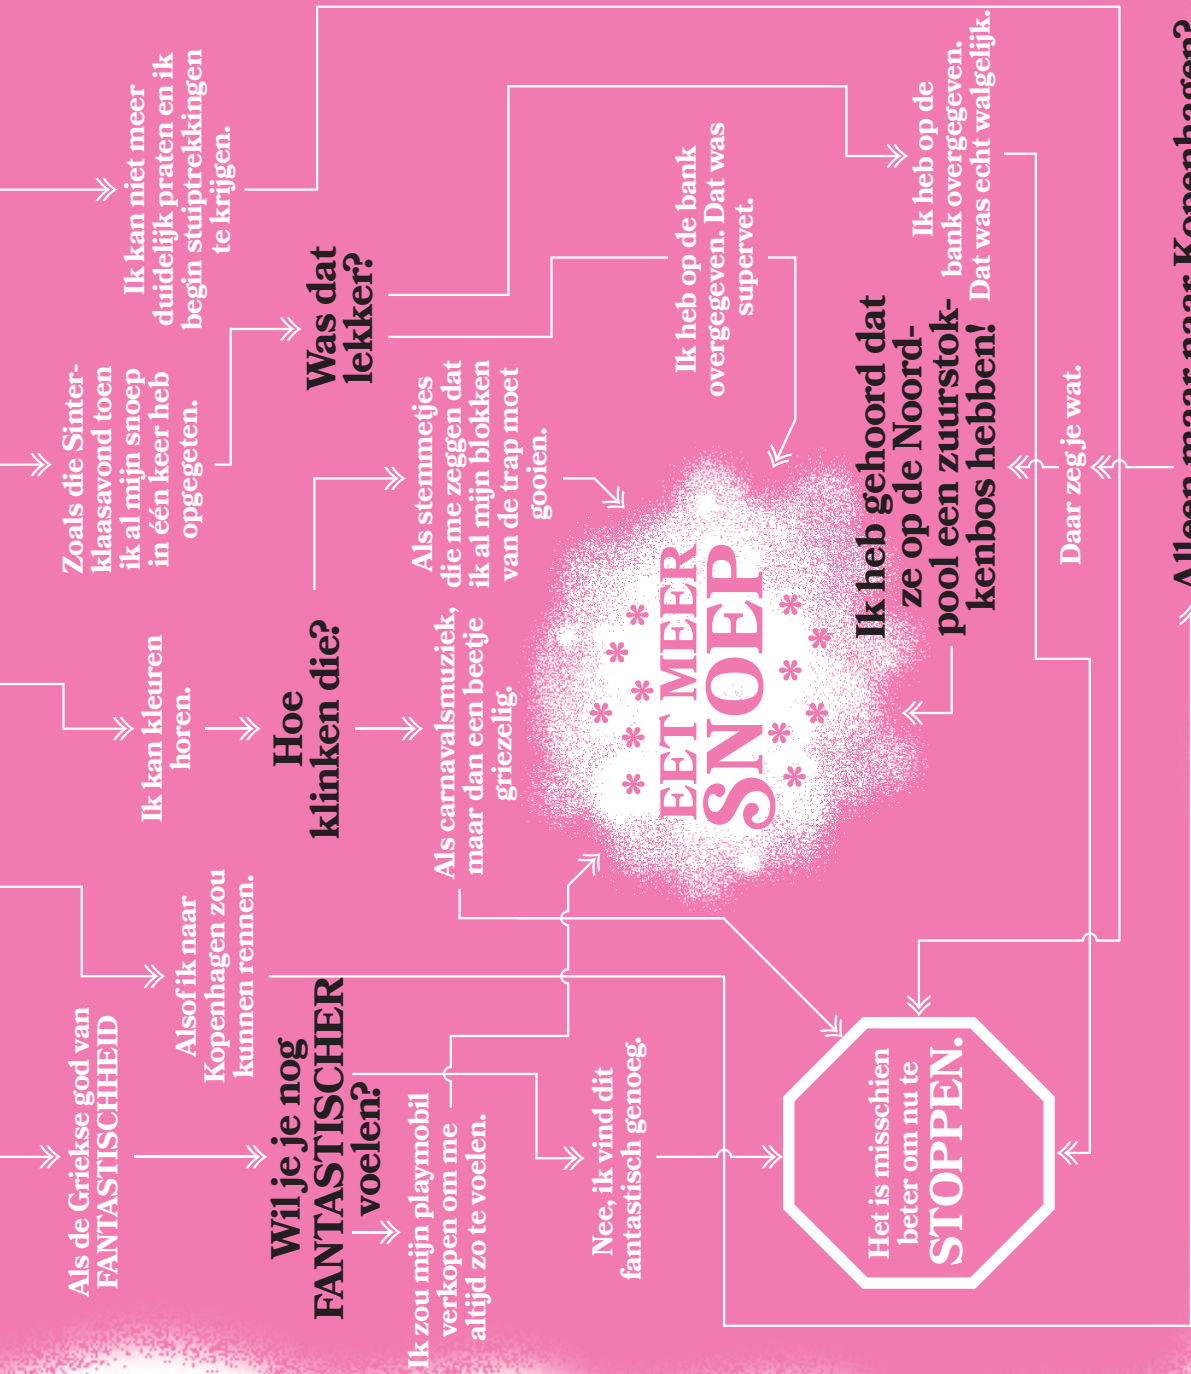 Als de Griekse god van
FANTASTISCHHEID
Alsof ik naar
Kopenhagen zou
kunnen rennen.
Ik kan kleuren
horen.
Zoals die Sinter-
klaasavond toen
ik al mijn snoep
in één keer heb
opgegeten.
Ik kan niet meer
duidelijk praten en ik
begin stuiptrekkingen
te krijgen.
Wil je je nog
FANTASTISCHER
voelen?
Hoe
klinken die?
Was dat
lekker?
Ik zou mijn playmobil
verkopen om me
altijd zo te voelen.
Als carnavalsmuziek,
maar dan een beetje
griezelig.
Als stemmetjes
die me zeggen dat
ik al mijn blokken
van de trap moet
gooien.
Nee, ik vind dit
fantastisch genoeg.
EET MEER
SNOEP
Ik heb op de bank
overgegeven. Dat was
supervet.
Het is misschien
beter om nu te
STOPPEN.
Ik heb gehoord dat
ze op de Noord-
pool een zuurstok-
kenbos hebben!
Ik heb op de
bank overgegeven.
Dat was echt walgelijk.
Daar zeg je wat.
Alleen maar naar Kopenhagen?